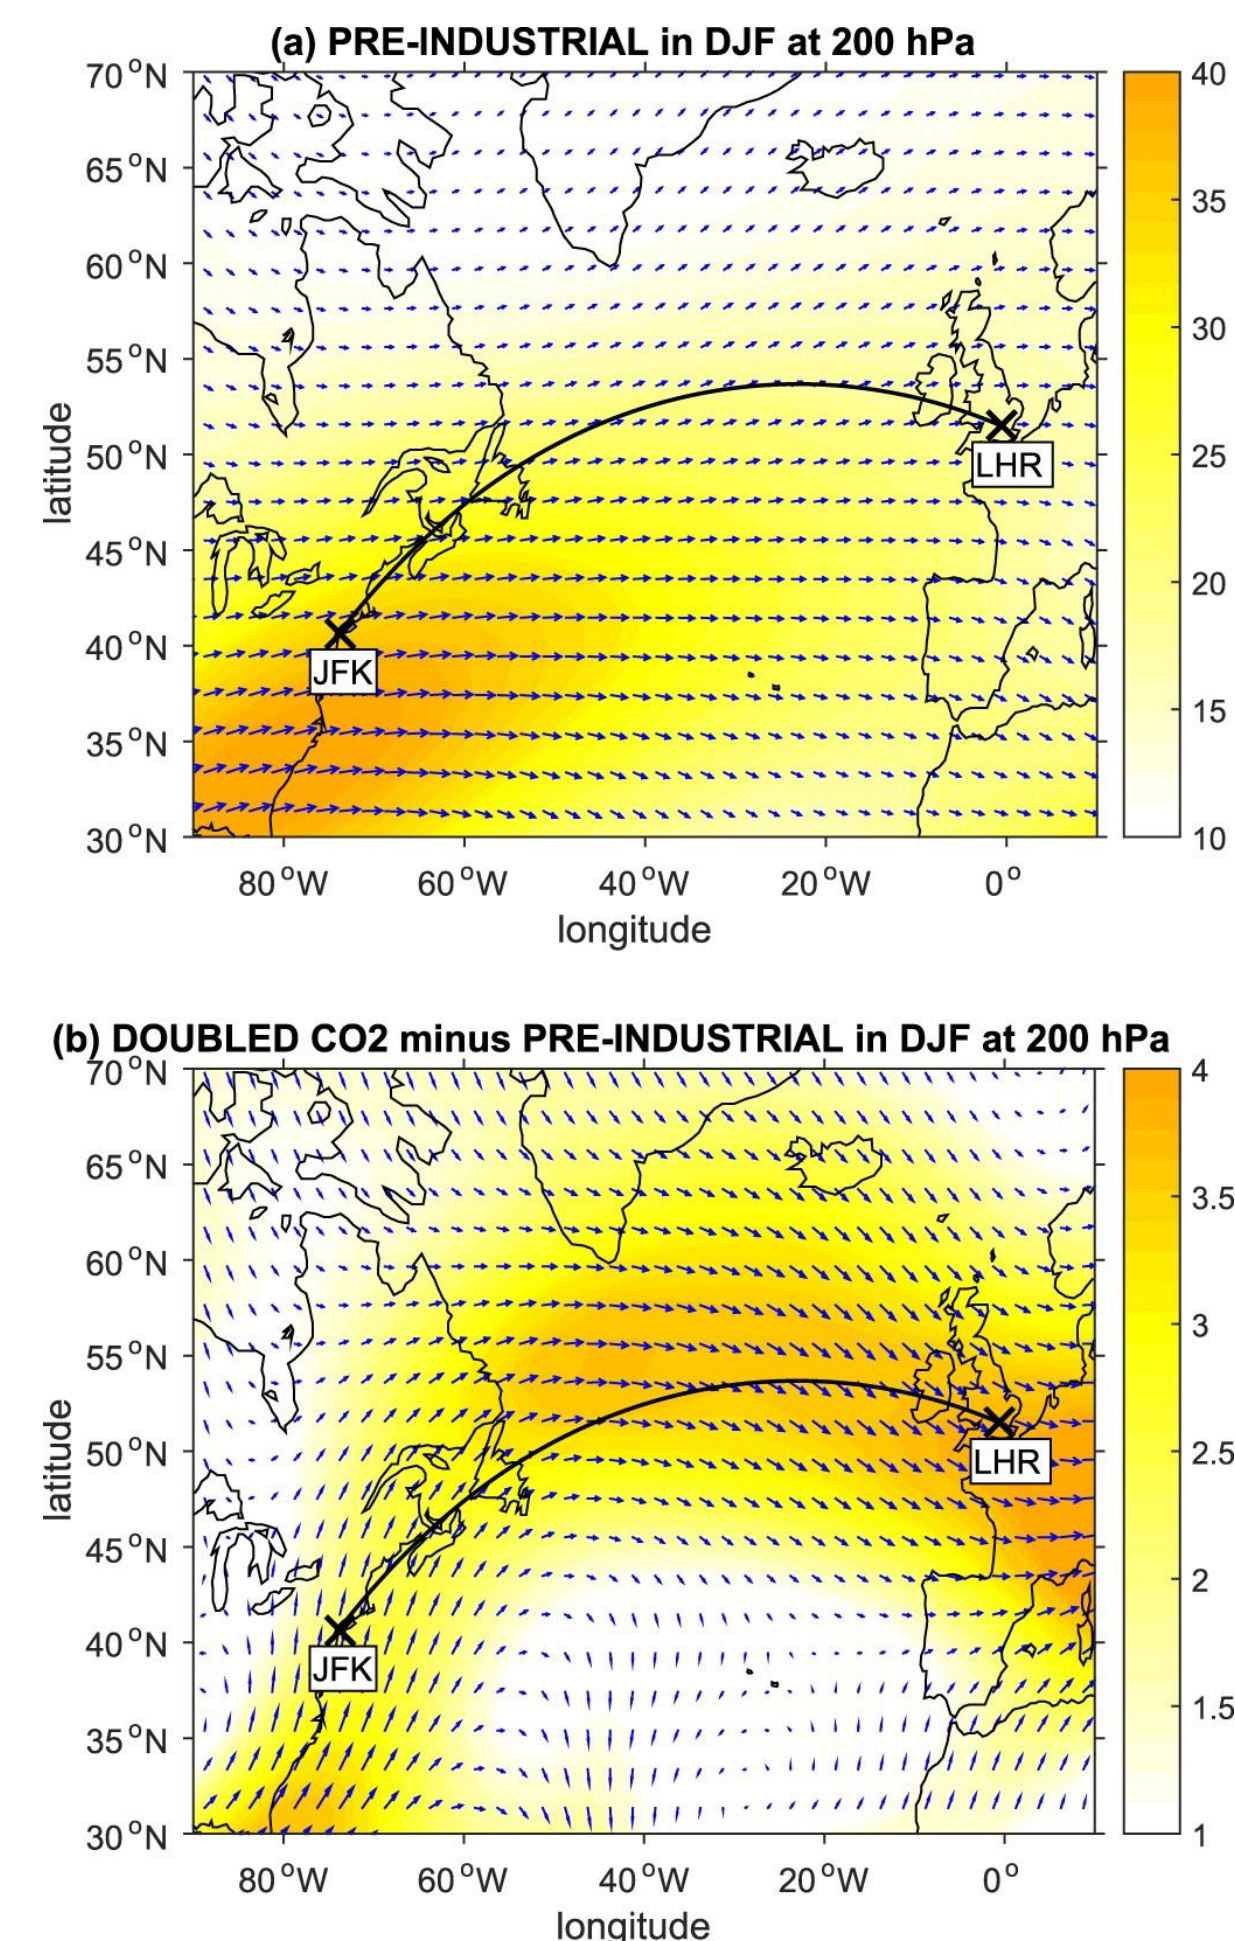 (a) PRE-INDUSTRIAL in DJF at 200 hPa
70°N
65°N
60°N
55°N
50°N
45°N
40°N
35°N
30°N
latitude
LHR
JFK
80°W 60°W 40°W 20°W 0°
longitude
40
35
30
25
20
15
10
(b) DOUBLED CO2 minus PRE-INDUSTRIAL in DJF at 200 hPa
70°N
65°N
60°N
55°N
50°N
45°N
40°N
35°N
30°N
latitude
LHR
JFK
80°W 60°W 40°W 20°W 0°
longitude
4
3.5
3
2.5
2
1.5
1